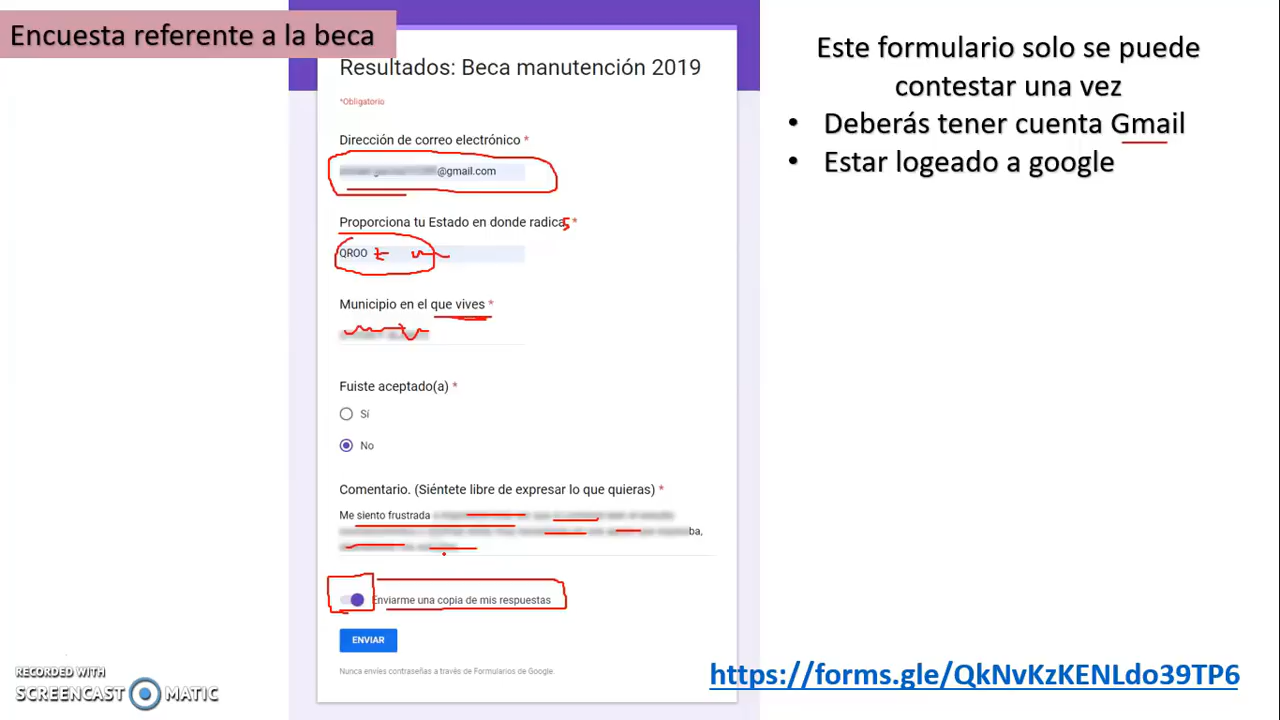 Encuesta referente a la beca
Resultados: Beca manutención 2019
*Obligatorio
Dirección de correo electrónico *
@gmail.com
Proporciona tu Estado en donde radicas *
QROO
Municipio en el que vives *
Fuiste aceptado(a) *
Sí
No
Comentario. (Siéntete libre de expresar lo que quieras) *
Me siento frustrada
ba,
Enviarme una copia de mis respuestas
ENVIAR
Nunca envíes contraseñas a través de Formularios de Google.
Este formulario solo se puede
contestar una vez
• Deberás tener cuenta Gmail
• Estar logeado a google
https://forms.gle/QkNvKzKENLdo39TP6
RECORDED WITH
SCREENCAST MATIC